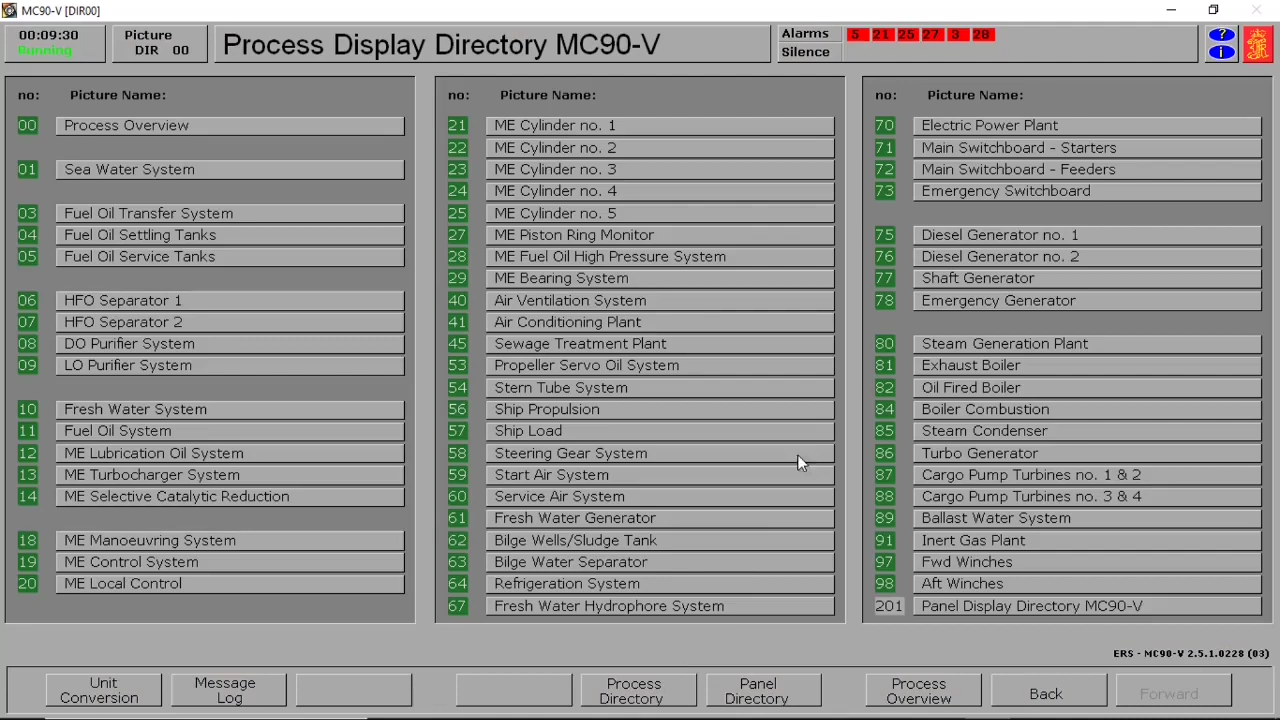 MC90-V [DIR00]
00:09:30
Running
Picture
DIR 00
Process Display Directory MC90-V
Alarms
Silence
5 21 25 27 3 28
?
i
no: Picture Name:
00 Process Overview
01 Sea Water System
03 Fuel Oil Transfer System
04 Fuel Oil Settling Tanks
05 Fuel Oil Service Tanks
06 HFO Separator 1
07 HFO Separator 2
08 DO Purifier System
09 LO Purifier System
10 Fresh Water System
11 Fuel Oil System
12 ME Lubrication Oil System
13 ME Turbocharger System
14 ME Selective Catalytic Reduction
18 ME Manoeuvring System
19 ME Control System
20 ME Local Control
no: Picture Name:
21 ME Cylinder no. 1
22 ME Cylinder no. 2
23 ME Cylinder no. 3
24 ME Cylinder no. 4
25 ME Cylinder no. 5
27 ME Piston Ring Monitor
28 ME Fuel Oil High Pressure System
29 ME Bearing System
40 Air Ventilation System
41 Air Conditioning Plant
45 Sewage Treatment Plant
53 Propeller Servo Oil System
54 Stern Tube System
56 Ship Propulsion
57 Ship Load
58 Steering Gear System
59 Start Air System
60 Service Air System
61 Fresh Water Generator
62 Bilge Wells/Sludge Tank
63 Bilge Water Separator
64 Refrigeration System
67 Fresh Water Hydrophore System
no: Picture Name:
70 Electric Power Plant
71 Main Switchboard - Starters
72 Main Switchboard - Feeders
73 Emergency Switchboard
75 Diesel Generator no. 1
76 Diesel Generator no. 2
77 Shaft Generator
78 Emergency Generator
80 Steam Generation Plant
81 Exhaust Boiler
82 Oil Fired Boiler
84 Boiler Combustion
85 Steam Condenser
86 Turbo Generator
87 Cargo Pump Turbines no. 1 & 2
88 Cargo Pump Turbines no. 3 & 4
89 Ballast Water System
91 Inert Gas Plant
97 Fwd Winches
98 Aft Winches
201 Panel Display Directory MC90-V
ERS - MC90-V 2.5.1.0228 (03)
Unit
Conversion
Message
Log
Process
Directory
Panel
Directory
Process
Overview
Back
Forward